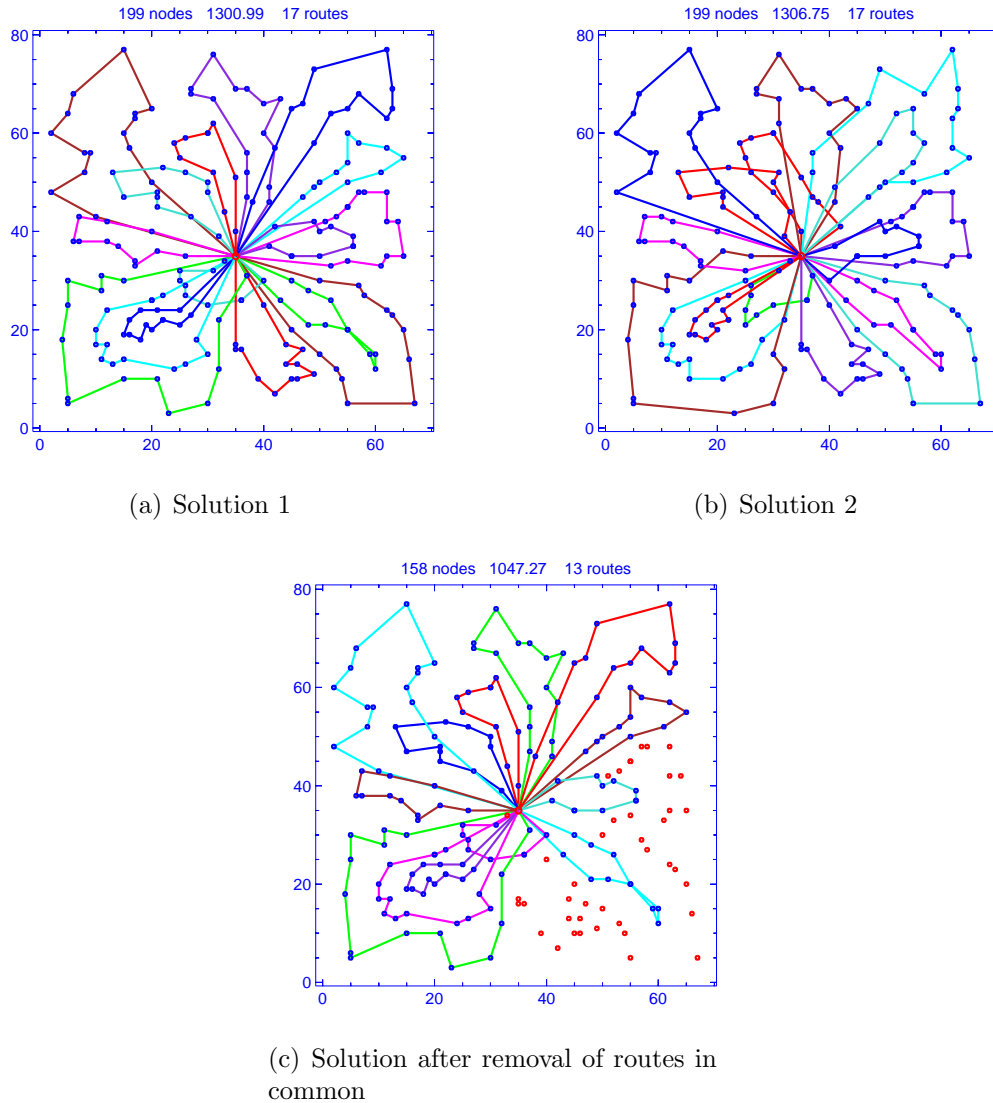 199 nodes 1300.99 17 routes
80
60
40
20
0
0 20 40 60
(a) Solution 1
199 nodes 1306.75 17 routes
80
60
40
20
0
0 20 40 60
(b) Solution 2
158 nodes 1047.27 13 routes
80
60
40
20
0
0 20 40 60
(c) Solution after removal of routes in
common